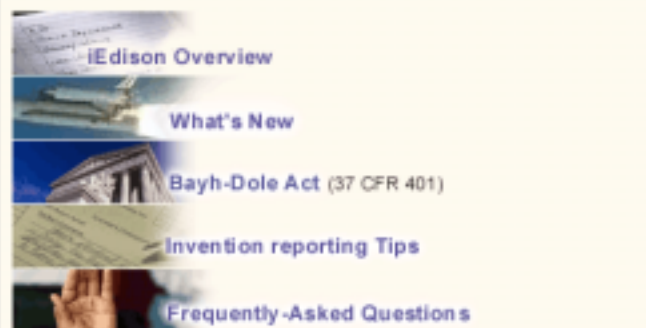 iEdison Overview
What's New
Bayh-Dole Act (37 CFR 401)
Invention reporting Tips
Frequently-Asked Questions